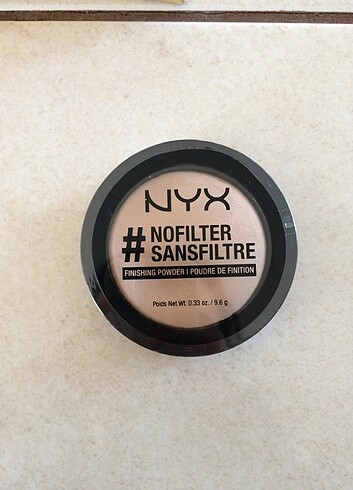 NYX
# NOFILTER
SANSFILTRE
FINISHING POWDER | POUDRE DE FINITION
Poids Net Wt. 0.33 oz. / 9.6 g